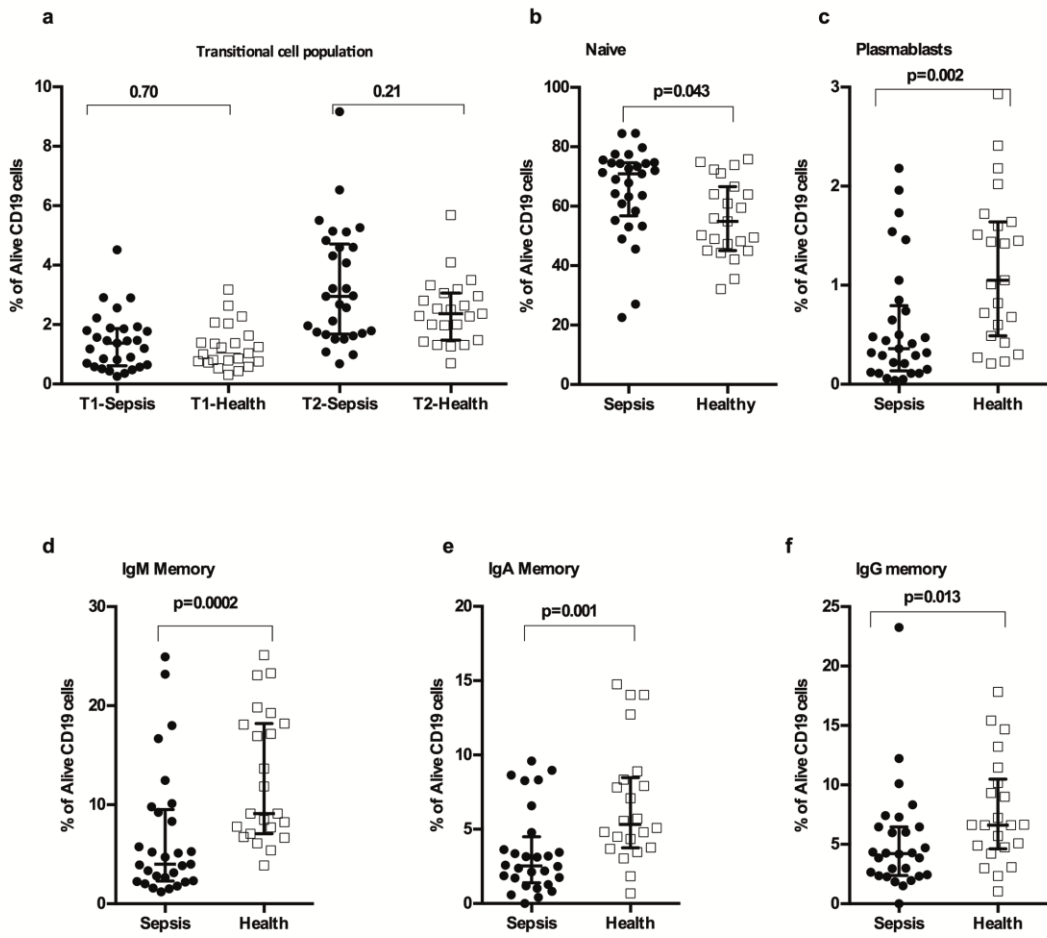 a
Transitional cell population
0.70
0.21
% of Alive CD19 cells
10
8
6
4
2
0
T1-Sepsis T1-Health T2-Sepsis T2-Health
b
Naive
p=0.043
% of Alive CD19 cells
100
80
60
40
20
0
Sepsis Healthy
c
Plasmablasts
p=0.002
% of Alive CD19 cells
3
2
1
0
Sepsis Health
d
IgM Memory
p=0.0002
% of Alive CD19 cells
30
20
10
0
Sepsis Health
e
IgA Memory
p=0.001
% of Alive CD19 cells
20
15
10
5
0
Sepsis Health
f
IgG memory
p=0.013
% of Alive CD19 cells
25
20
15
10
5
0
Sepsis Health